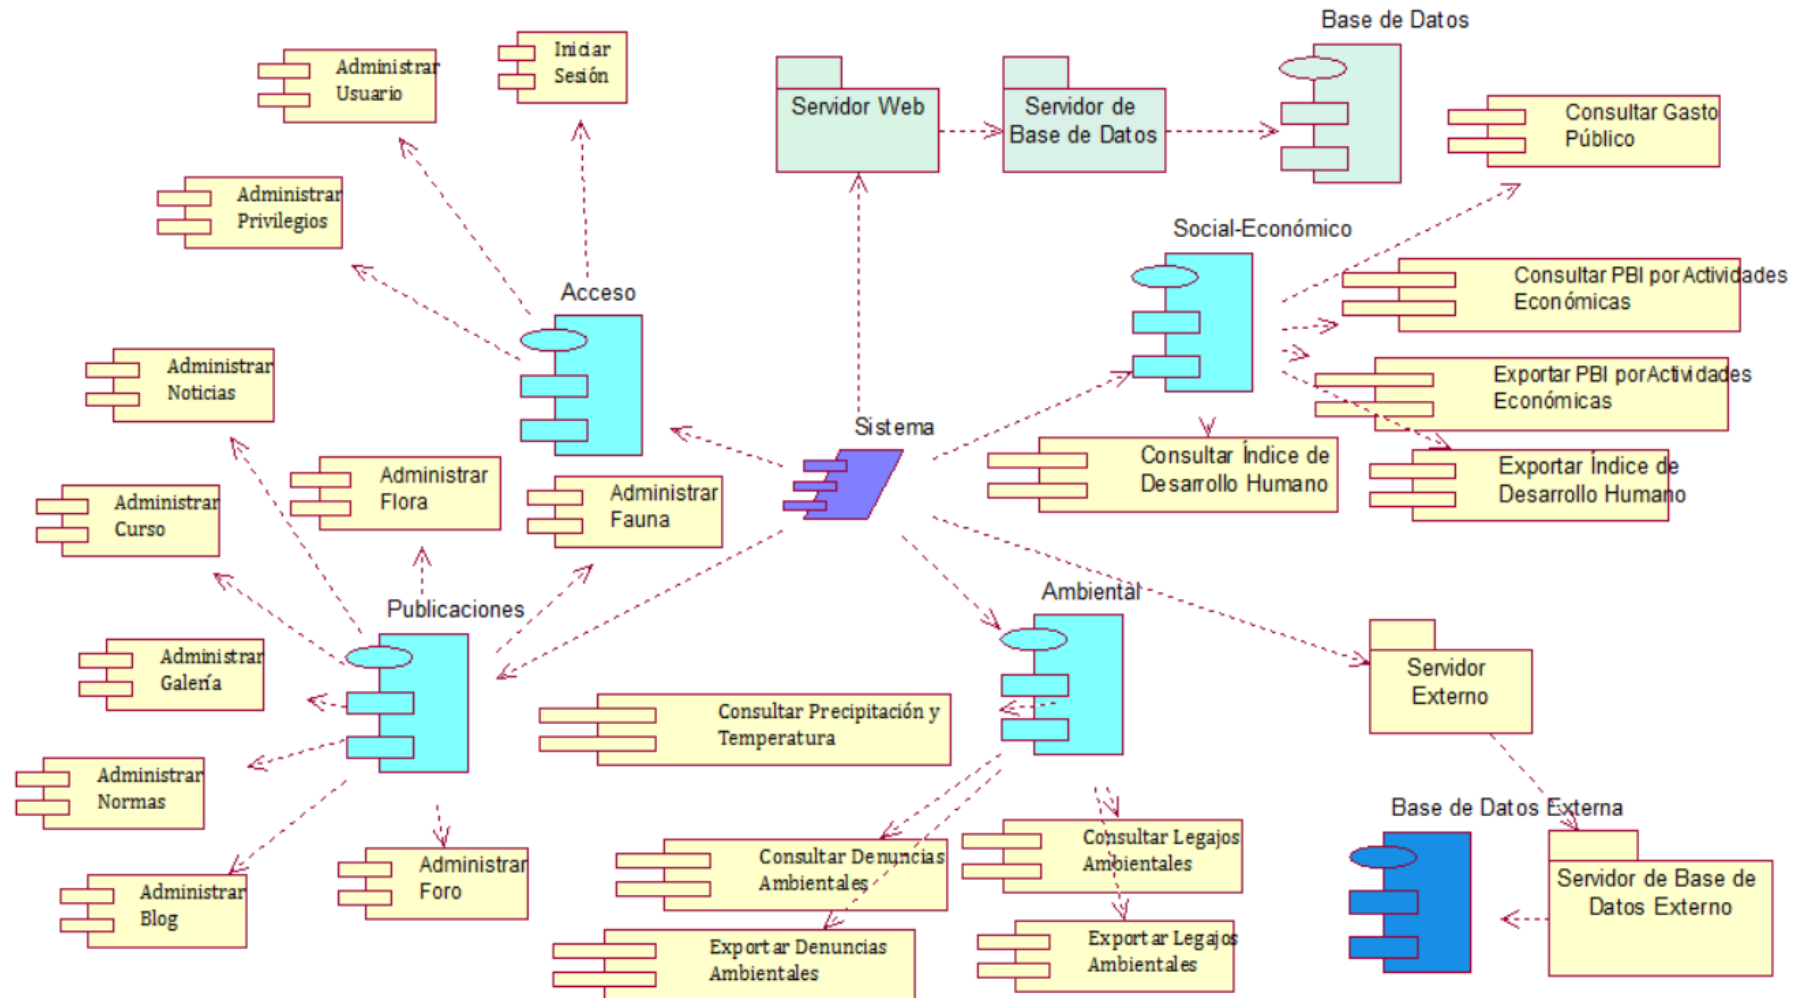 Base de Datos
Iniciar
Sesión
Administrar
Usuario
Servidor Web
Servidor de
Base de Datos
Consultar Gasto
Público
Administrar
Privilegios
Social-Económico
Acceso
Consultar PBI por Actividades
Económicas
Administrar
Noticias
Exportar PBI por Actividades
Económicas
Sistema
Consultar Índice de
Desarrollo Humano
Exportar Índice de
Desarrollo Humano
Administrar
Flora
Administrar
Fauna
Administrar
Curso
Publicaciones
Ambiental
Administrar
Galería
Servidor
Externo
Consultar Precipitación y
Temperatura
Administrar
Normas
Base de Datos Externa
Consultar Denuncias
Ambientales
Consultar Legajos
Ambientales
Administrar
Foro
Administrar
Blog
Servidor de Base de
Datos Externo
Exportar Denuncias
Ambientales
Exportar Legajos
Ambientales